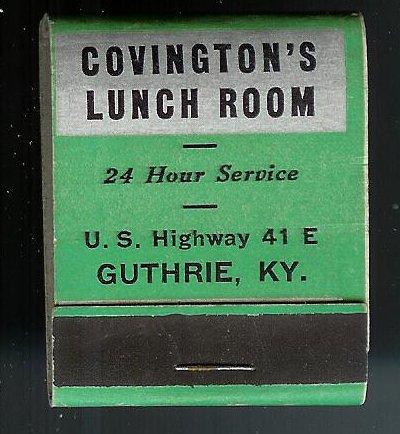 COVINGTON'S
LUNCH ROOM
24 Hour Service
U. S. Highway 41 E
GUTHRIE, KY.